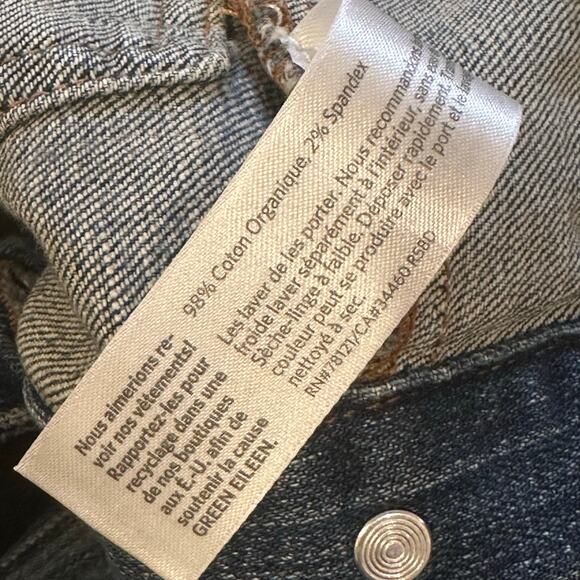 98% Coton Organique, 2% Spandex
Les laver de les porter. Nous recommandons
froide laver séparément à l'intérieur, sans
Sèche-linge à faible. Déposer rapidement.
couleur peut se produire avec le port et le
nettoyé à sec.
RN#78121/CA#34460 RSBD
Nous aimerions re-
voir nos vêtements!
Rapportez-les pour
recyclage dans une
de nos boutiques
aux É.-U. afin de
soutenir la cause
GREEN EILEEN.